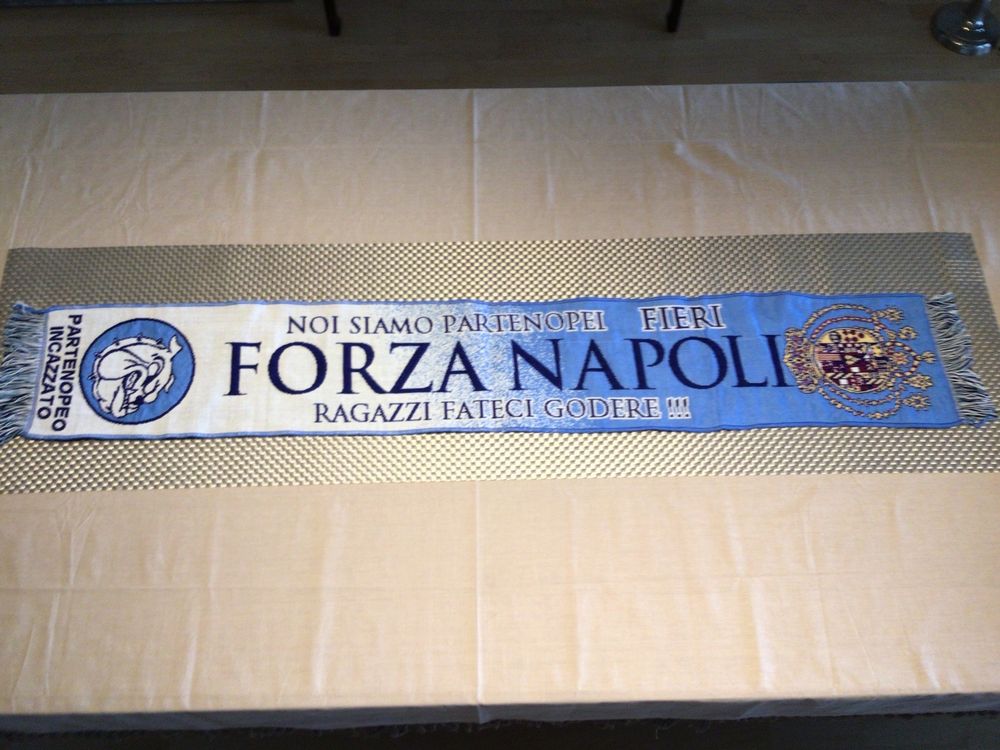 PARTENOPEO
INCAZZATO
NOI SIAMO PARTENOPEI FIERI
FORZA NAPOLI
RAGAZZI FATECI GODERE !!!